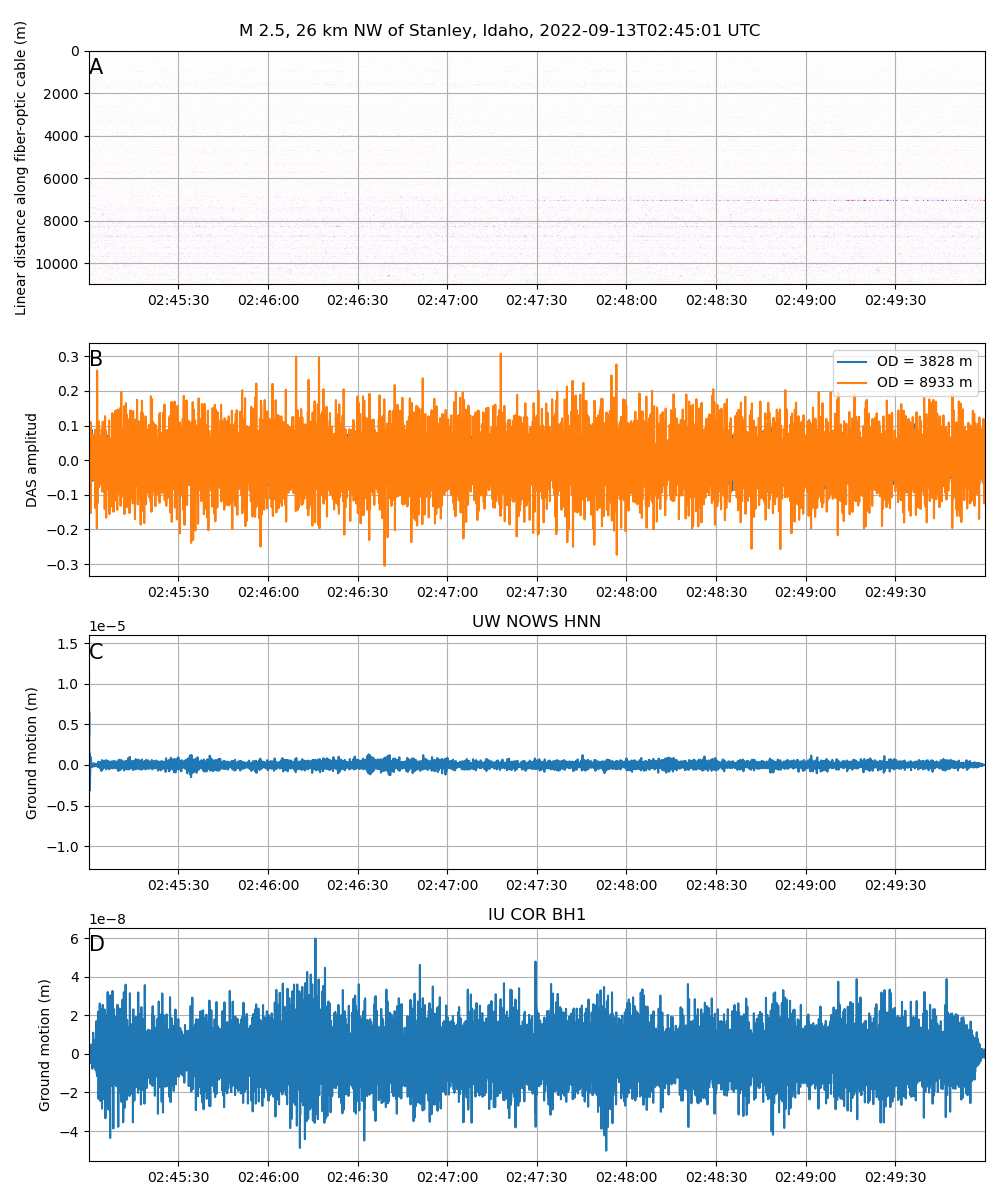 M 2.5, 26 km NW of Stanley, Idaho, 2022-09-13T02:45:01 UTC
A
Linear distance along fiber-optic cable (m)
0
2000
4000
6000
8000
10000
02:45:30 02:46:00 02:46:30 02:47:00 02:47:30 02:48:00 02:48:30 02:49:00 02:49:30
B
DAS amplitud
OD = 3828 m
OD = 8933 m
0.3
0.2
0.1
0.0
−0.1
−0.2
−0.3
02:45:30 02:46:00 02:46:30 02:47:00 02:47:30 02:48:00 02:48:30 02:49:00 02:49:30
UW NOWS HNN
1e−5
C
Ground motion (m)
1.5
1.0
0.5
0.0
−0.5
−1.0
02:45:30 02:46:00 02:46:30 02:47:00 02:47:30 02:48:00 02:48:30 02:49:00 02:49:30
IU COR BH1
1e−8
D
Ground motion (m)
6
4
2
0
−2
−4
02:45:30 02:46:00 02:46:30 02:47:00 02:47:30 02:48:00 02:48:30 02:49:00 02:49:30